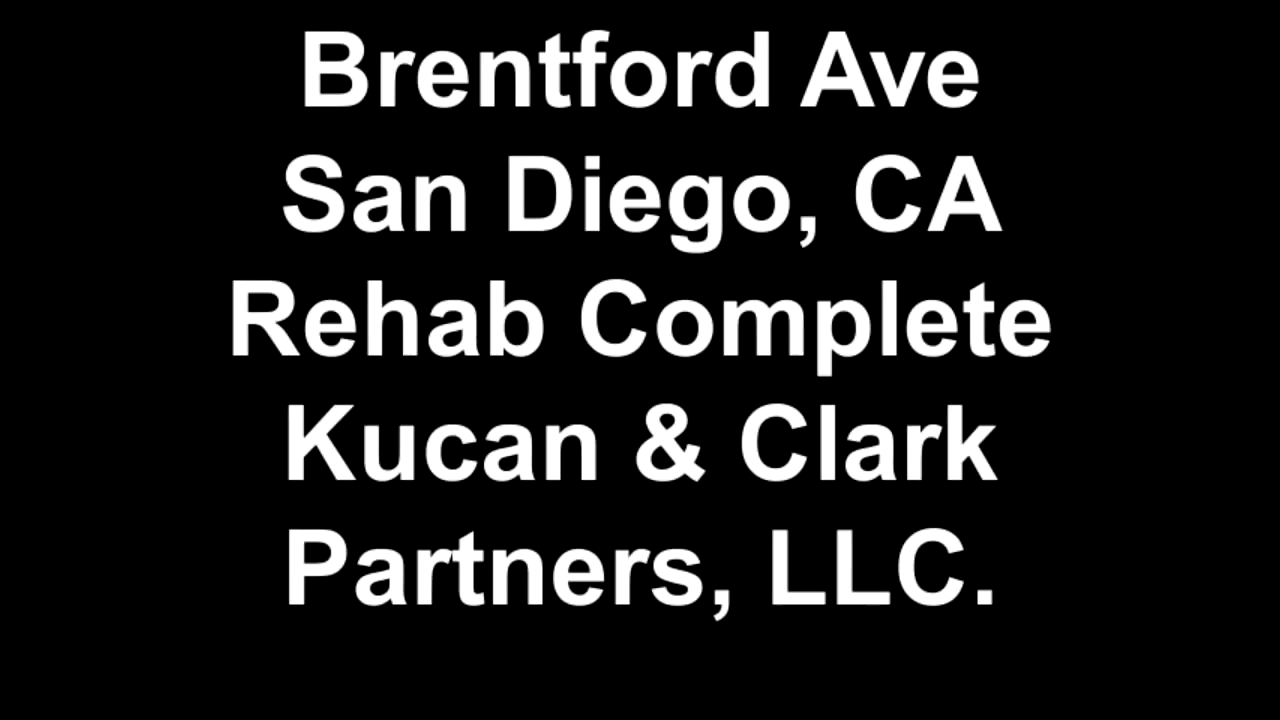 Brentford Ave
San Diego, CA
Rehab Complete
Kucan & Clark
Partners, LLC.